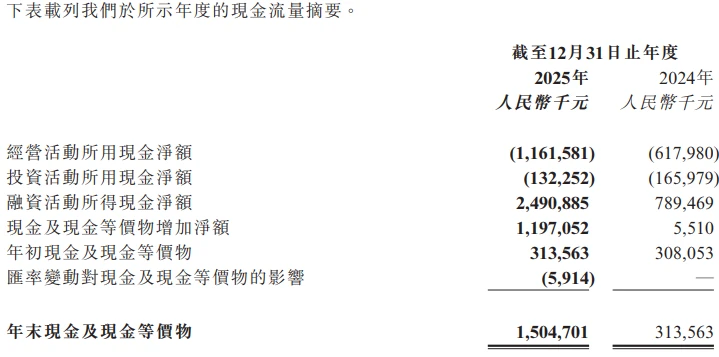 下表載列我們於所示年度的現金流量摘要。
截至12月31日止年度
2025年 2024年
人民幣千元 人民幣千元
經營活動所用現金淨額 (1,161,581) (617,980)
投資活動所用現金淨額 (132,252) (165,979)
融資活動所得現金淨額 2,490,885 789,469
現金及現金等價物增加淨額 1,197,052 5,510
年初現金及現金等價物 313,563 308,053
匯率變動對現金及現金等價物的影響 (5,914) —
年末現金及現金等價物 1,504,701 313,563